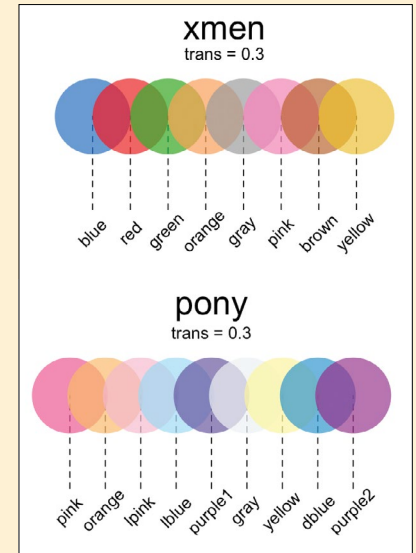 xmen
trans = 0.3
blue red green orange gray pink brown yellow
pony
trans = 0.3
pink orange lpink lblue purple1 gray yellow dblue purple2